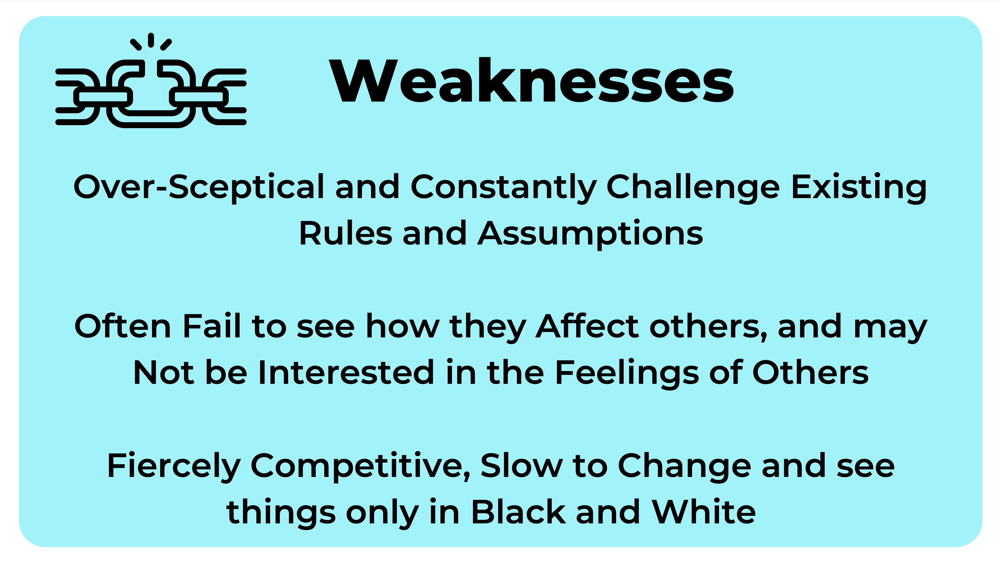 Weaknesses
Over-Sceptical and Constantly Challenge Existing
Rules and Assumptions
Often Fail to see how they Affect others, and may
Not be Interested in the Feelings of Others
Fiercely Competitive, Slow to Change and see
things only in Black and White